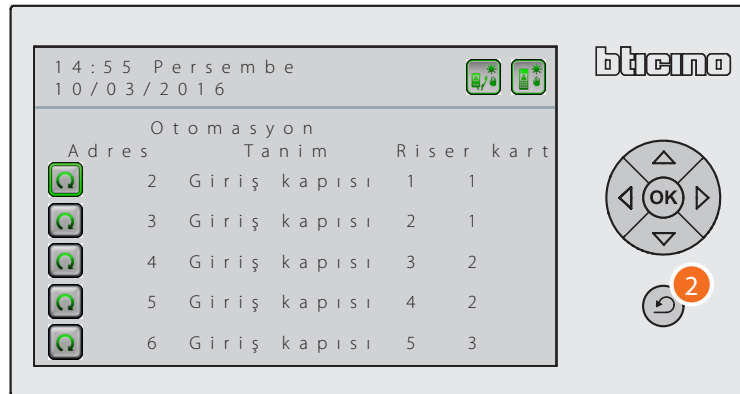 14:55 Persembe
10/03/2016
bticino
Otomasyon
Adres Tanim Riser kart
2 Giriş kapısı 1 1
3 Giriş kapısı 2 1
4 Giriş kapısı 3 2
5 Giriş kapısı 4 2
6 Giriş kapısı 5 3
OK
2